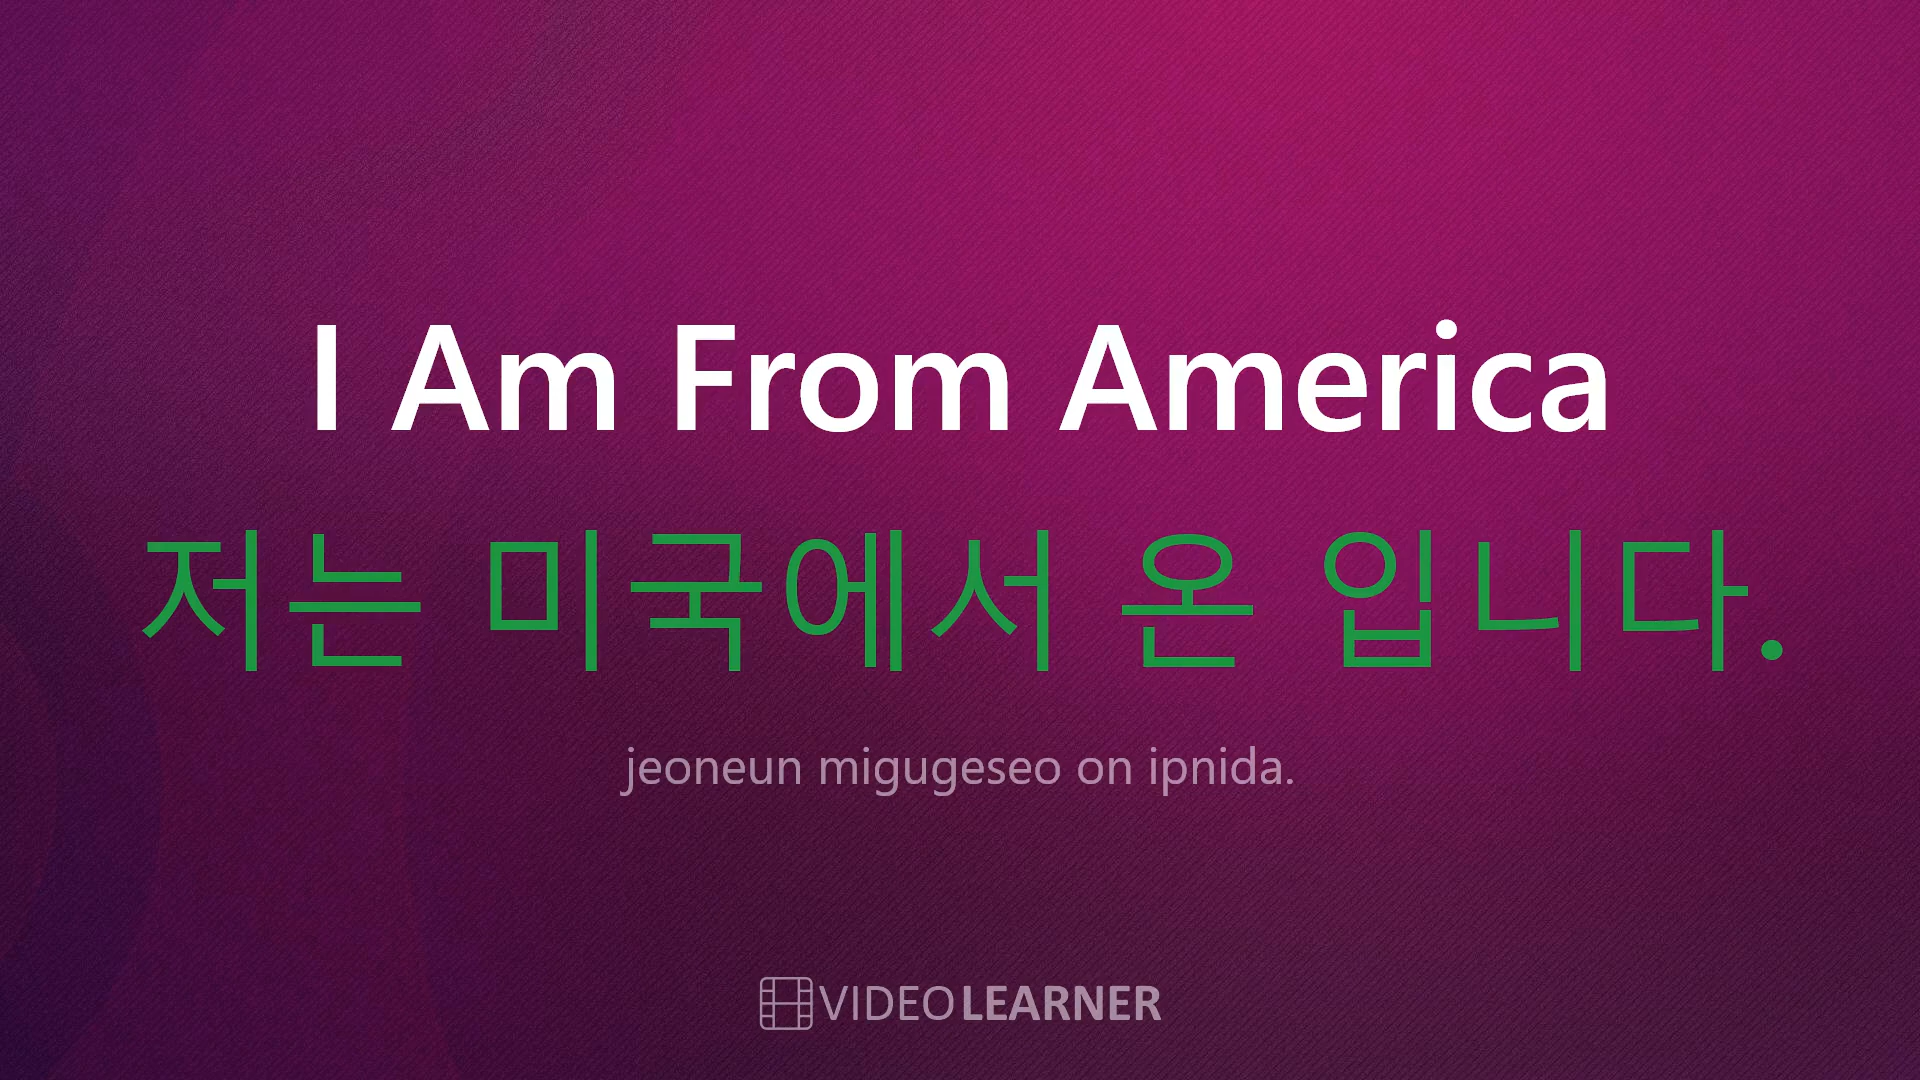 I Am From America
저는 미국에서 온 입니다.
jeoneun migugeseo on ipnida.
VIDEOLEARNER